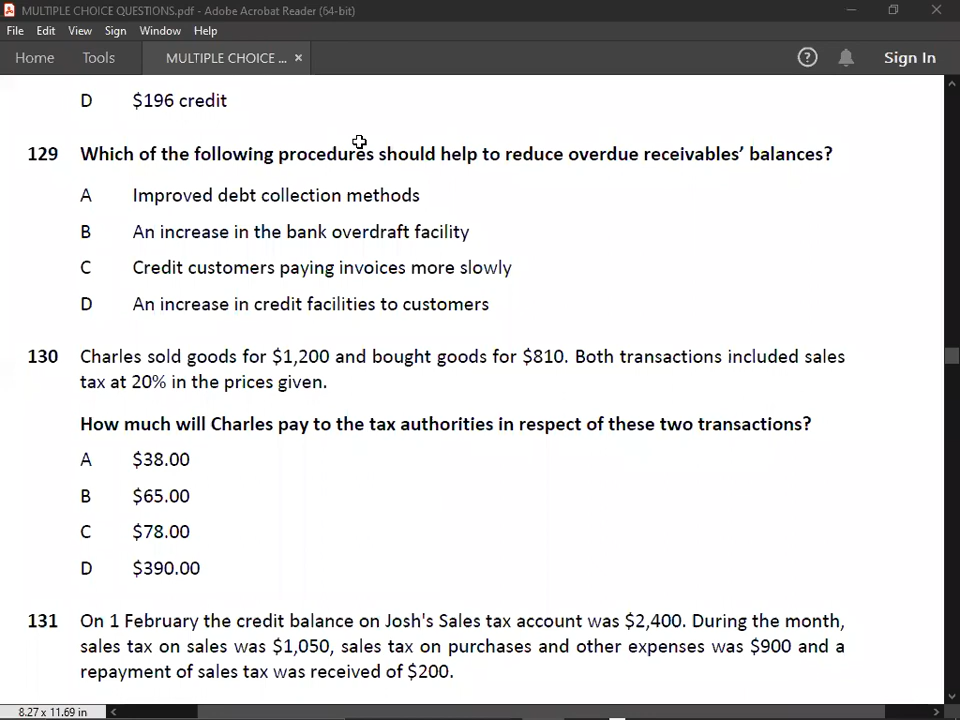 MULTIPLE CHOICE QUESTIONS.pdf - Adobe Acrobat Reader (64-bit)
File Edit View Sign Window Help
Home Tools MULTIPLE CHOICE ... × ? Sign In
D $196 credit
129 Which of the following procedures should help to reduce overdue receivables’ balances?
A Improved debt collection methods
B An increase in the bank overdraft facility
C Credit customers paying invoices more slowly
D An increase in credit facilities to customers
130 Charles sold goods for $1,200 and bought goods for $810. Both transactions included sales
tax at 20% in the prices given.
How much will Charles pay to the tax authorities in respect of these two transactions?
A $38.00
B $65.00
C $78.00
D $390.00
131 On 1 February the credit balance on Josh's Sales tax account was $2,400. During the month,
sales tax on sales was $1,050, sales tax on purchases and other expenses was $900 and a
repayment of sales tax was received of $200.
8.27 x 11.69 in